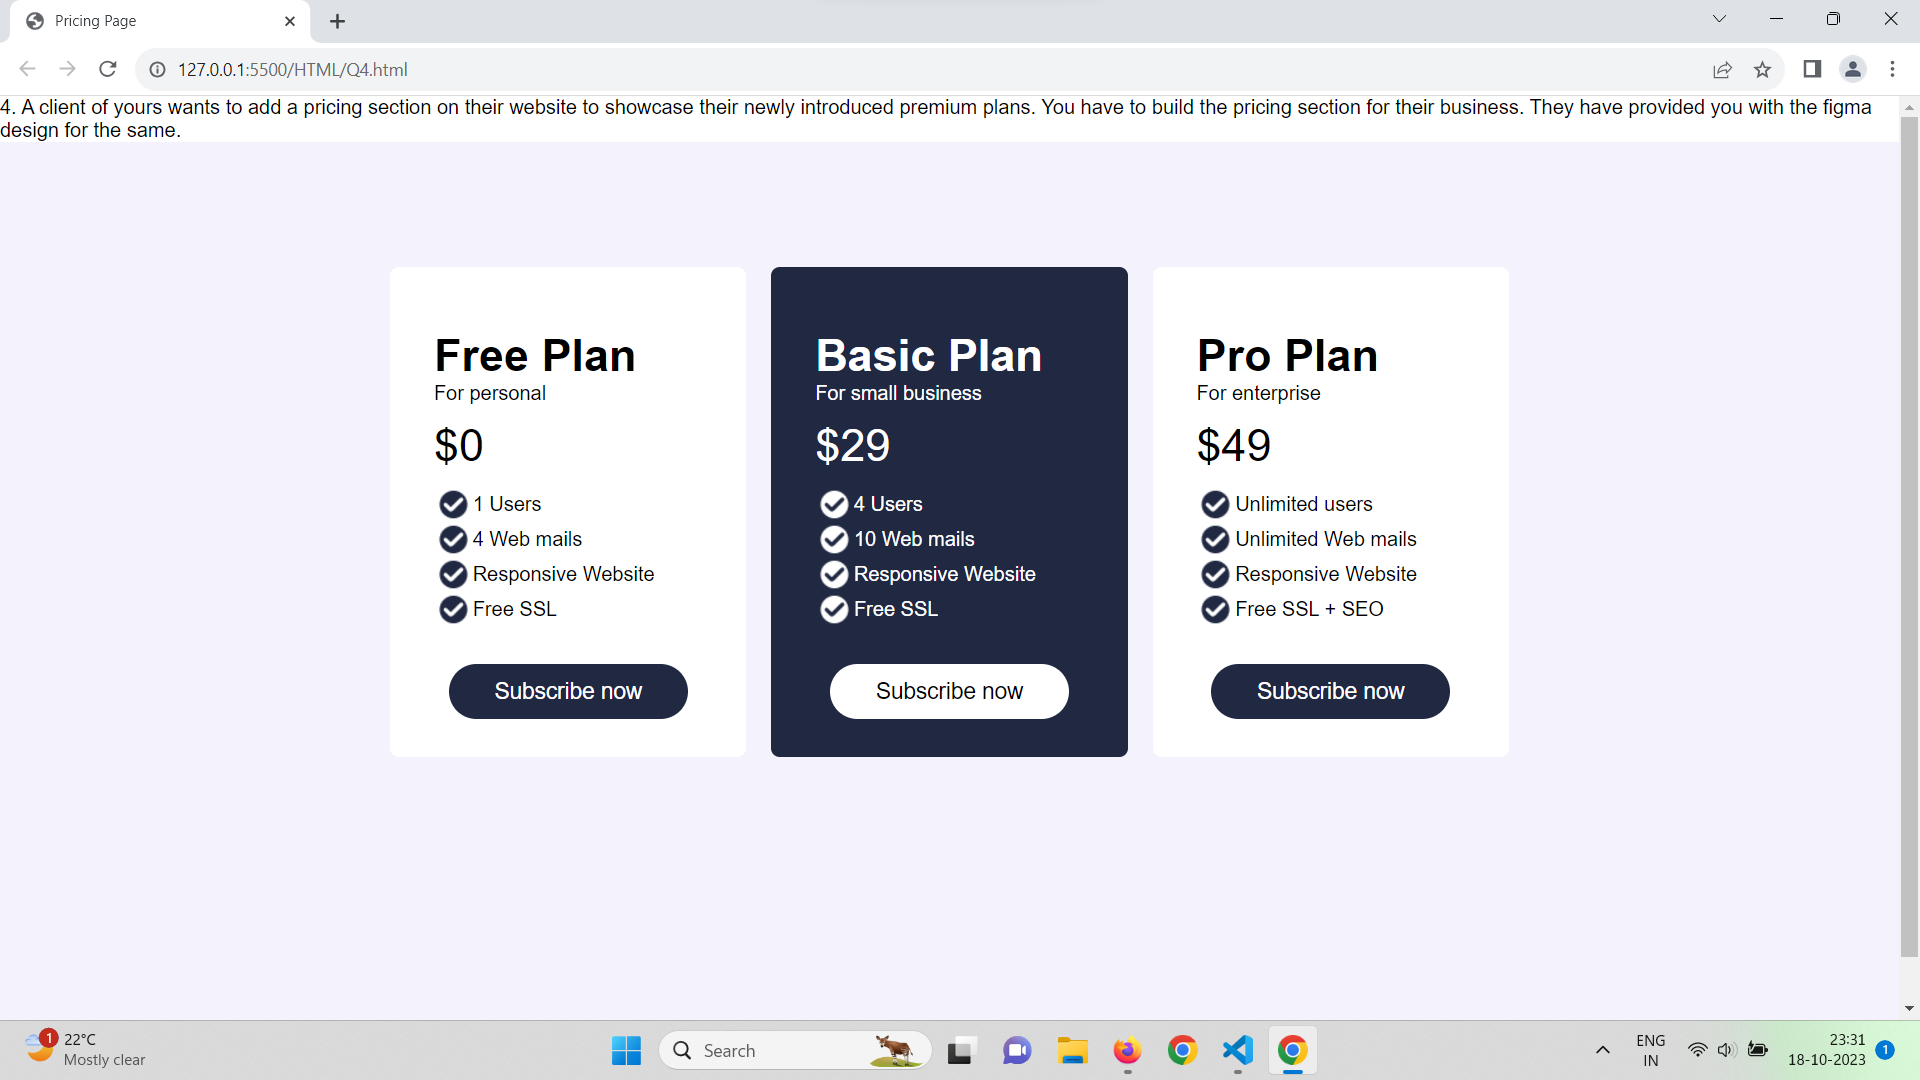 Pricing Page
127.0.0.1:5500/HTML/Q4.html
4. A client of yours wants to add a pricing section on their website to showcase their newly introduced premium plans. You have to build the pricing section for their business. They have provided you with the figma
design for the same.
Free Plan
For personal
$0
1 Users
4 Web mails
Responsive Website
Free SSL
Subscribe now
Basic Plan
For small business
$29
4 Users
10 Web mails
Responsive Website
Free SSL
Subscribe now
Pro Plan
For enterprise
$49
Unlimited users
Unlimited Web mails
Responsive Website
Free SSL + SEO
Subscribe now
1
22°C
Mostly clear
Search
ENG
IN
23:31
18-10-2023
1